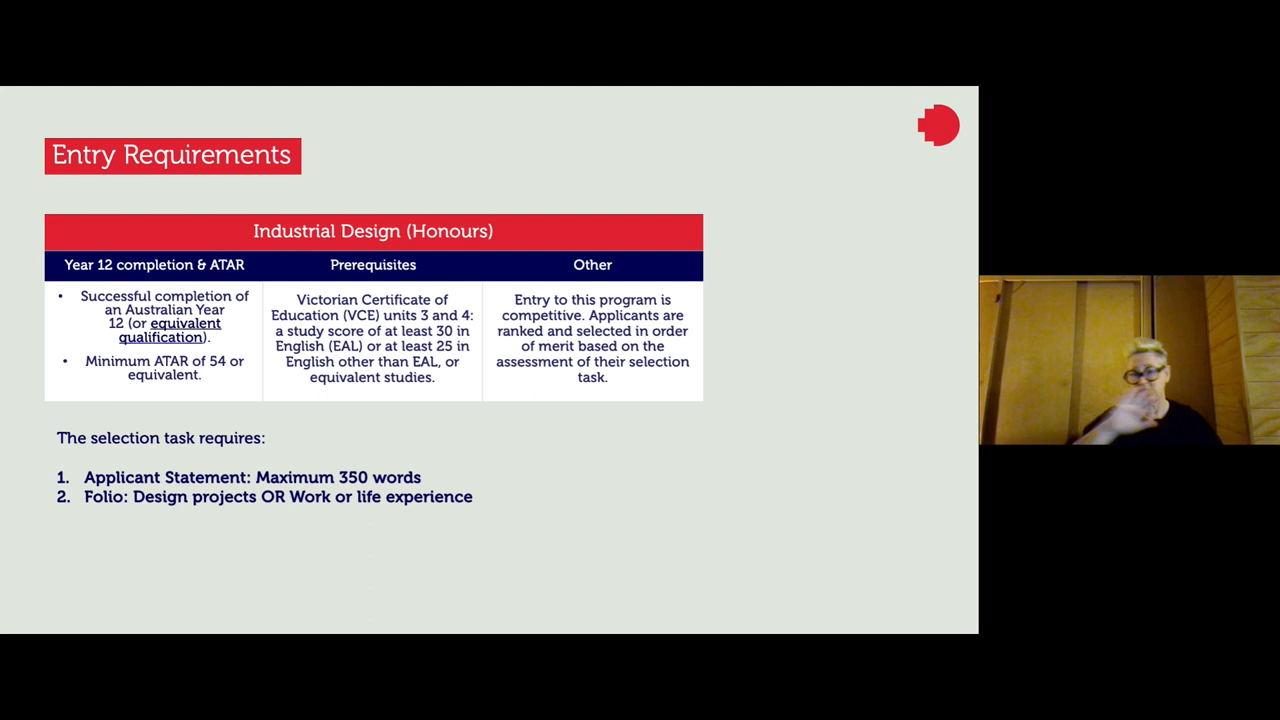 Entry Requirements
Industrial Design (Honours)
Year 12 completion & ATAR
Prerequisites
Other
• Successful completion of
an Australian Year
12 (or equivalent
qualification).
• Minimum ATAR of 54 or
equivalent.
Victorian Certificate of
Education (VCE) units 3 and 4:
a study score of at least 30 in
English (EAL) or at least 25 in
English other than EAL, or
equivalent studies.
Entry to this program is
competitive. Applicants are
ranked and selected in order
of merit based on the
assessment of their selection
task.
The selection task requires:
1. Applicant Statement: Maximum 350 words
2. Folio: Design projects OR Work or life experience